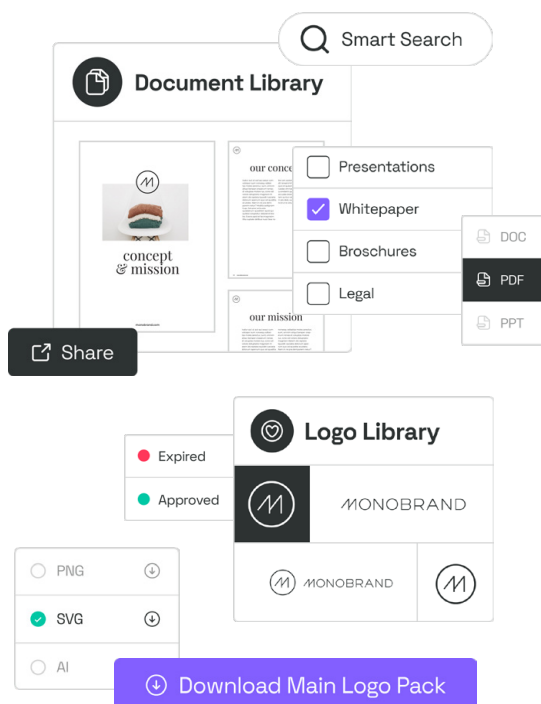 Smart Search
Document Library
concept
& mission
our conce
our mission
Presentations
Whitepaper
Broschures
Legal
DOC
PDF
PPT
Share
Logo Library
Expired
Approved
MONOBRAND
MONOBRAND
PNG
SVG
AI
Download Main Logo Pack